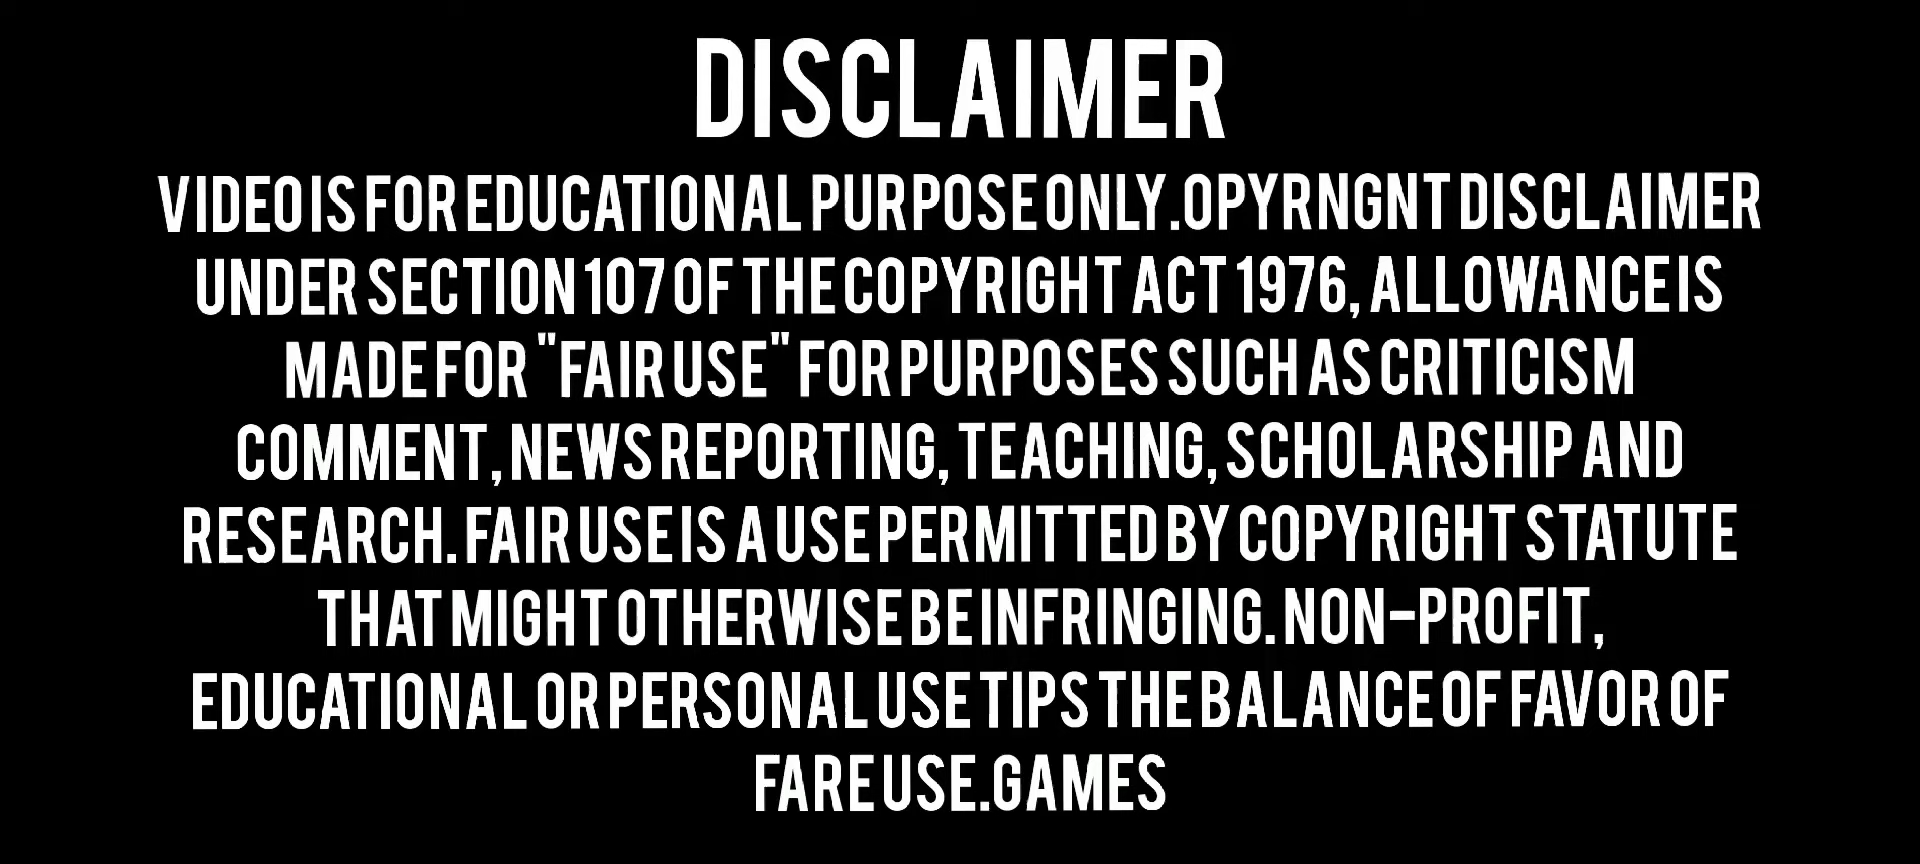 DISCLAIMER
VIDEO IS FOR EDUCATIONAL PURPOSE ONLY.OPYRNGNT DISCLAIMER
UNDER SECTION 107 OF THE COPYRIGHT ACT 1976, ALLOWANCE IS
MADE FOR "FAIR USE" FOR PURPOSES SUCH AS CRITICISM
COMMENT, NEWS REPORTING, TEACHING, SCHOLARSHIP AND
RESEARCH. FAIR USE IS A USE PERMITTED BY COPYRIGHT STATUTE
THAT MIGHT OTHERWISE BE INFRINGING. NON-PROFIT,
EDUCATIONAL OR PERSONAL USE TIPS THE BALANCE OF FAVOR OF
FARE USE.GAMES